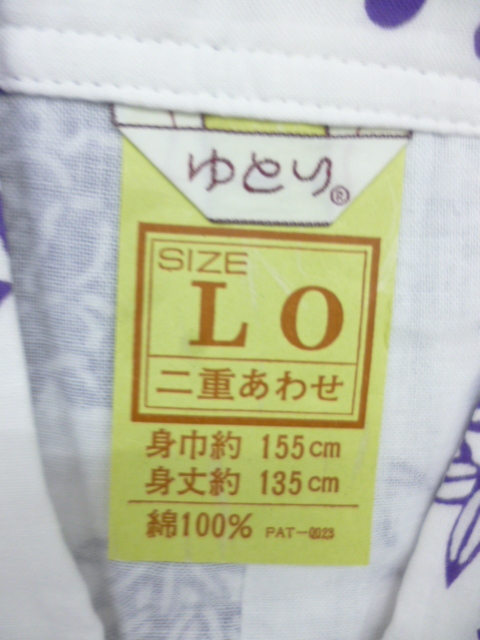 ゆとり®
SIZE
LO
二重あわせ
身巾約 155cm
身丈約 135cm
綿100% PAT-0023